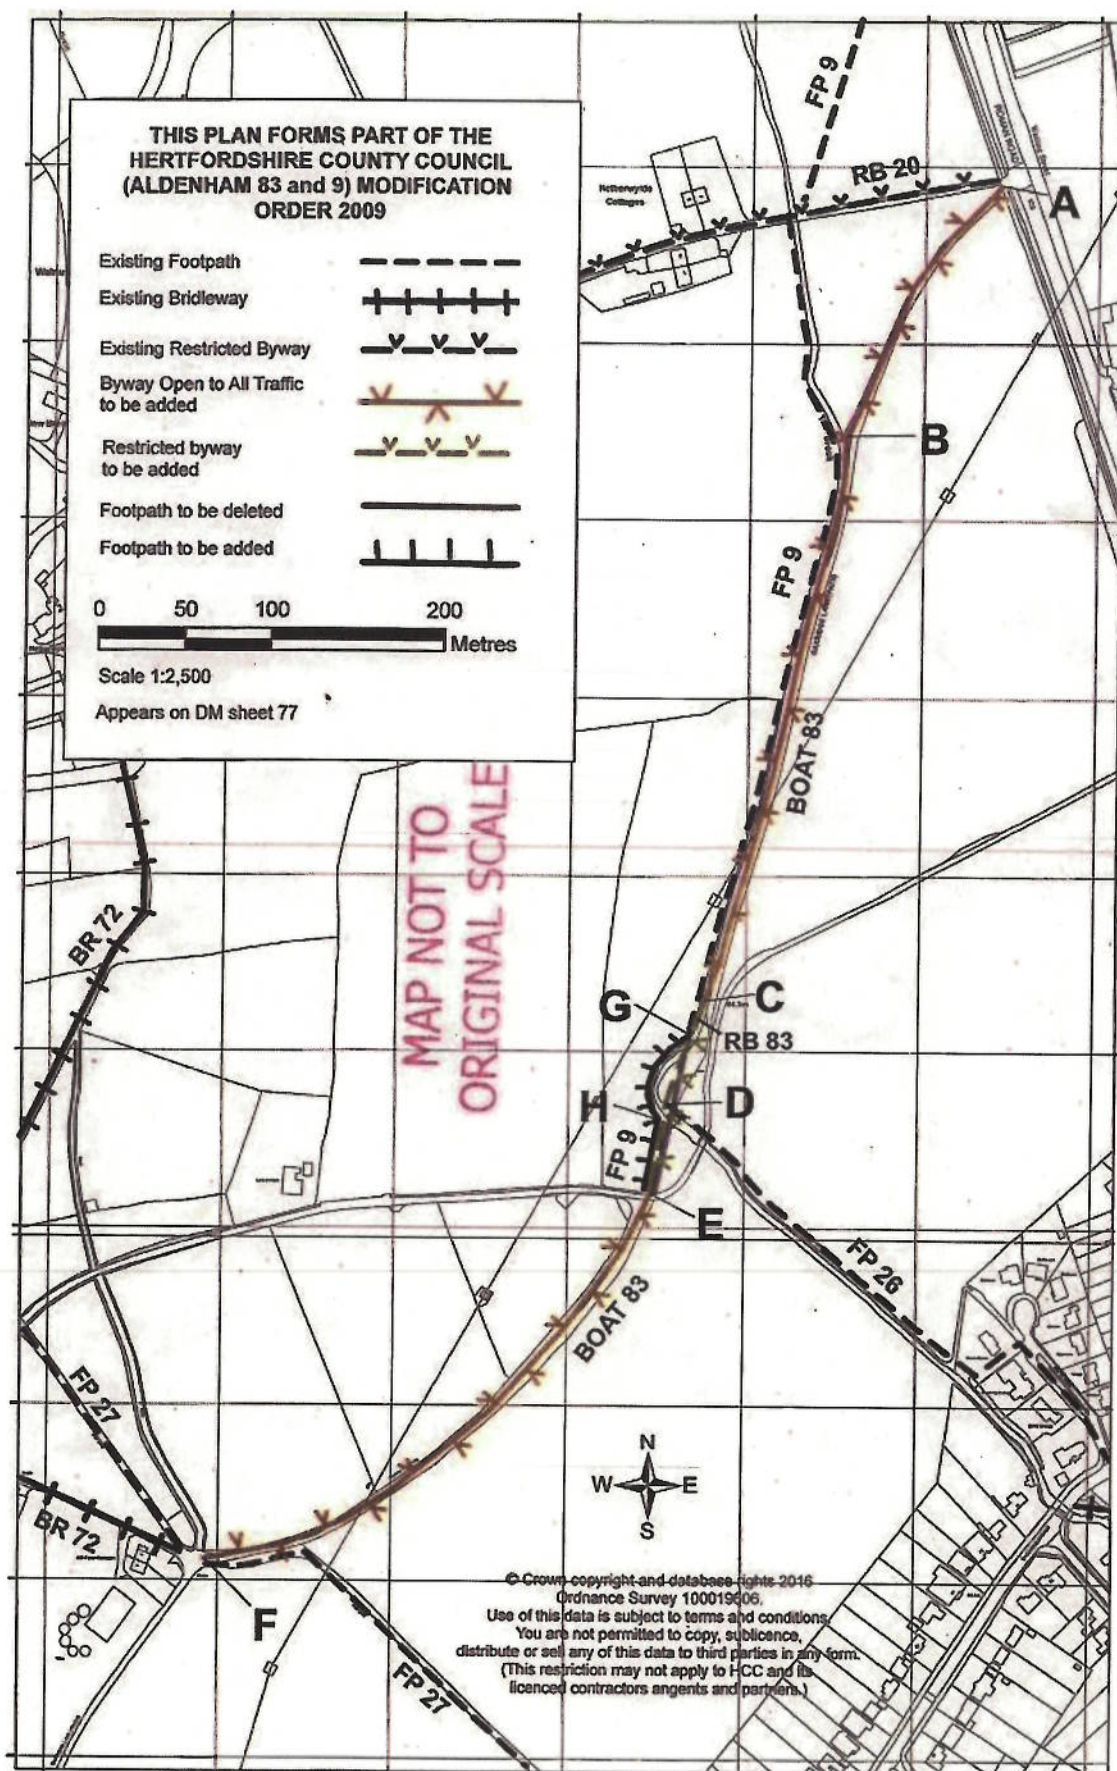 THIS PLAN FORMS PART OF THE
HERTFORDSHIRE COUNTY COUNCIL
(ALDENHAM 83 and 9) MODIFICATION
ORDER 2009
Existing Footpath
Existing Bridleway
Existing Restricted Byway
Byway Open to All Traffic
to be added
Restricted byway
to be added
Footpath to be deleted
Footpath to be added
0 50 100 200
Metres
Scale 1:2,500
Appears on DM sheet 77
FP 9
RB 20
Netherwylde
Cottages
ROMAN ROAD
A
B
FP 9
BOAT 83
MAP NOT TO
ORIGINAL SCALE
BR 72
C
G
RB 83
D
H
FP 9
E
FP 26
BOAT 83
FP 27
BR 72
N
W E
S
F
FP 27
© Crown copyright and database rights 2016
Ordnance Survey 100019606.
Use of this data is subject to terms and conditions.
You are not permitted to copy, sublicence,
distribute or sell any of this data to third parties in any form.
(This restriction may not apply to HCC and its
licenced contractors angents and partners.)